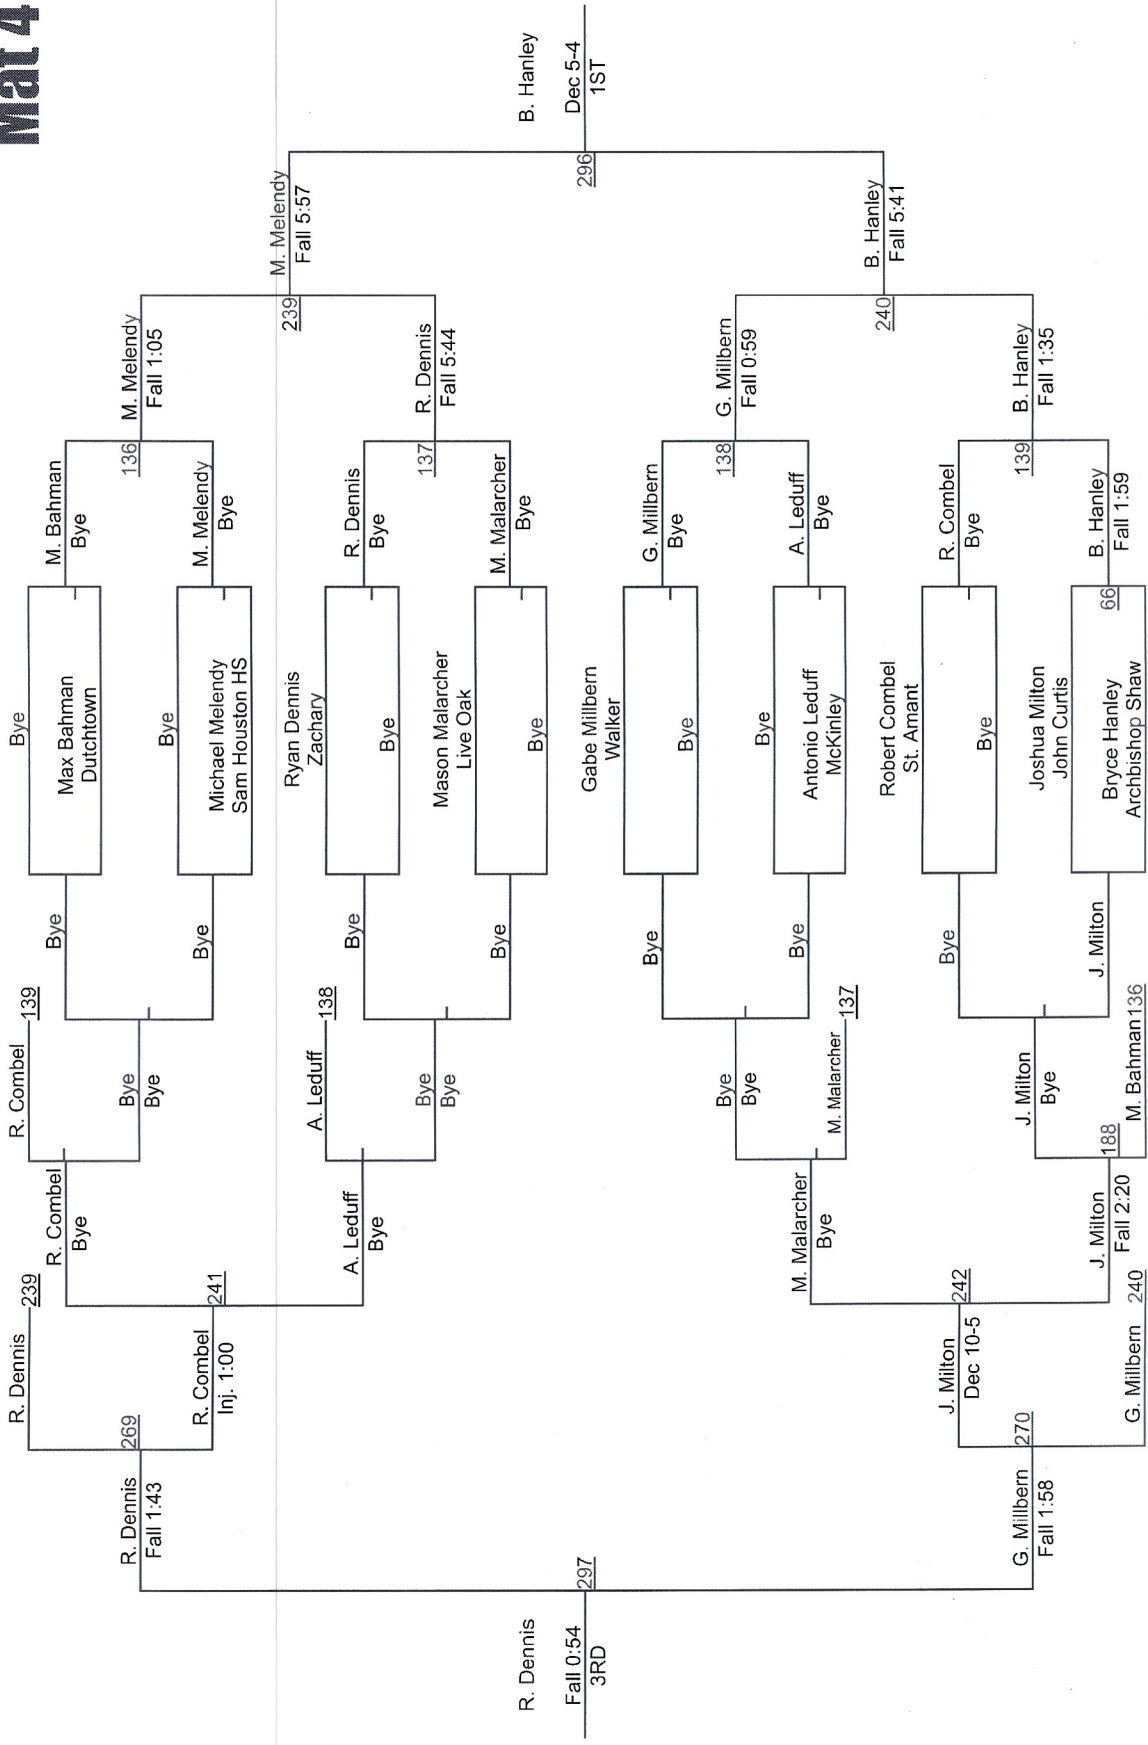 Mat 4
R. Dennis
Fall 0:54
3RD
297
R. Dennis
Fall 1:43
G. Millbern
Fall 1:58
R. Dennis 239
269
R. Combel
Inj. 1:00
J. Milton
Dec 10-5
270
G. Millbern 240
R. Combel
Bye
241
A. Leduff
Bye
M. Malarcher
Bye
242
J. Milton
Fall 2:20
R. Combel 139
Bye
Bye
A. Leduff 138
Bye
Bye
Bye
Bye
M. Malarcher 137
J. Milton
Bye
188
M. Bahman 136
Bye
Bye
Bye
Bye
Bye
Bye
Bye
J. Milton
Bye
Max Bahman
Dutchtown
Bye
Michael Melendy
Sam Houston HS
Ryan Dennis
Zachary
Bye
Mason Malarcher
Live Oak
Bye
Gabe Millbern
Walker
Bye
Bye
Antonio Leduff
McKinley
Robert Combel
St. Amant
Bye
Joshua Milton
John Curtis
Bryce Hanley
Archbishop Shaw
66
M. Bahman
Bye
M. Melendy
Bye
R. Dennis
Bye
M. Malarcher
Bye
G. Millbern
Bye
A. Leduff
Bye
R. Combel
Bye
B. Hanley
Fall 1:59
136
M. Melendy
Fall 1:05
137
R. Dennis
Fall 5:44
138
G. Millbern
Fall 0:59
139
B. Hanley
Fall 1:35
239
M. Melendy
Fall 5:57
240
B. Hanley
Fall 5:41
296
B. Hanley
Dec 5-4
1ST